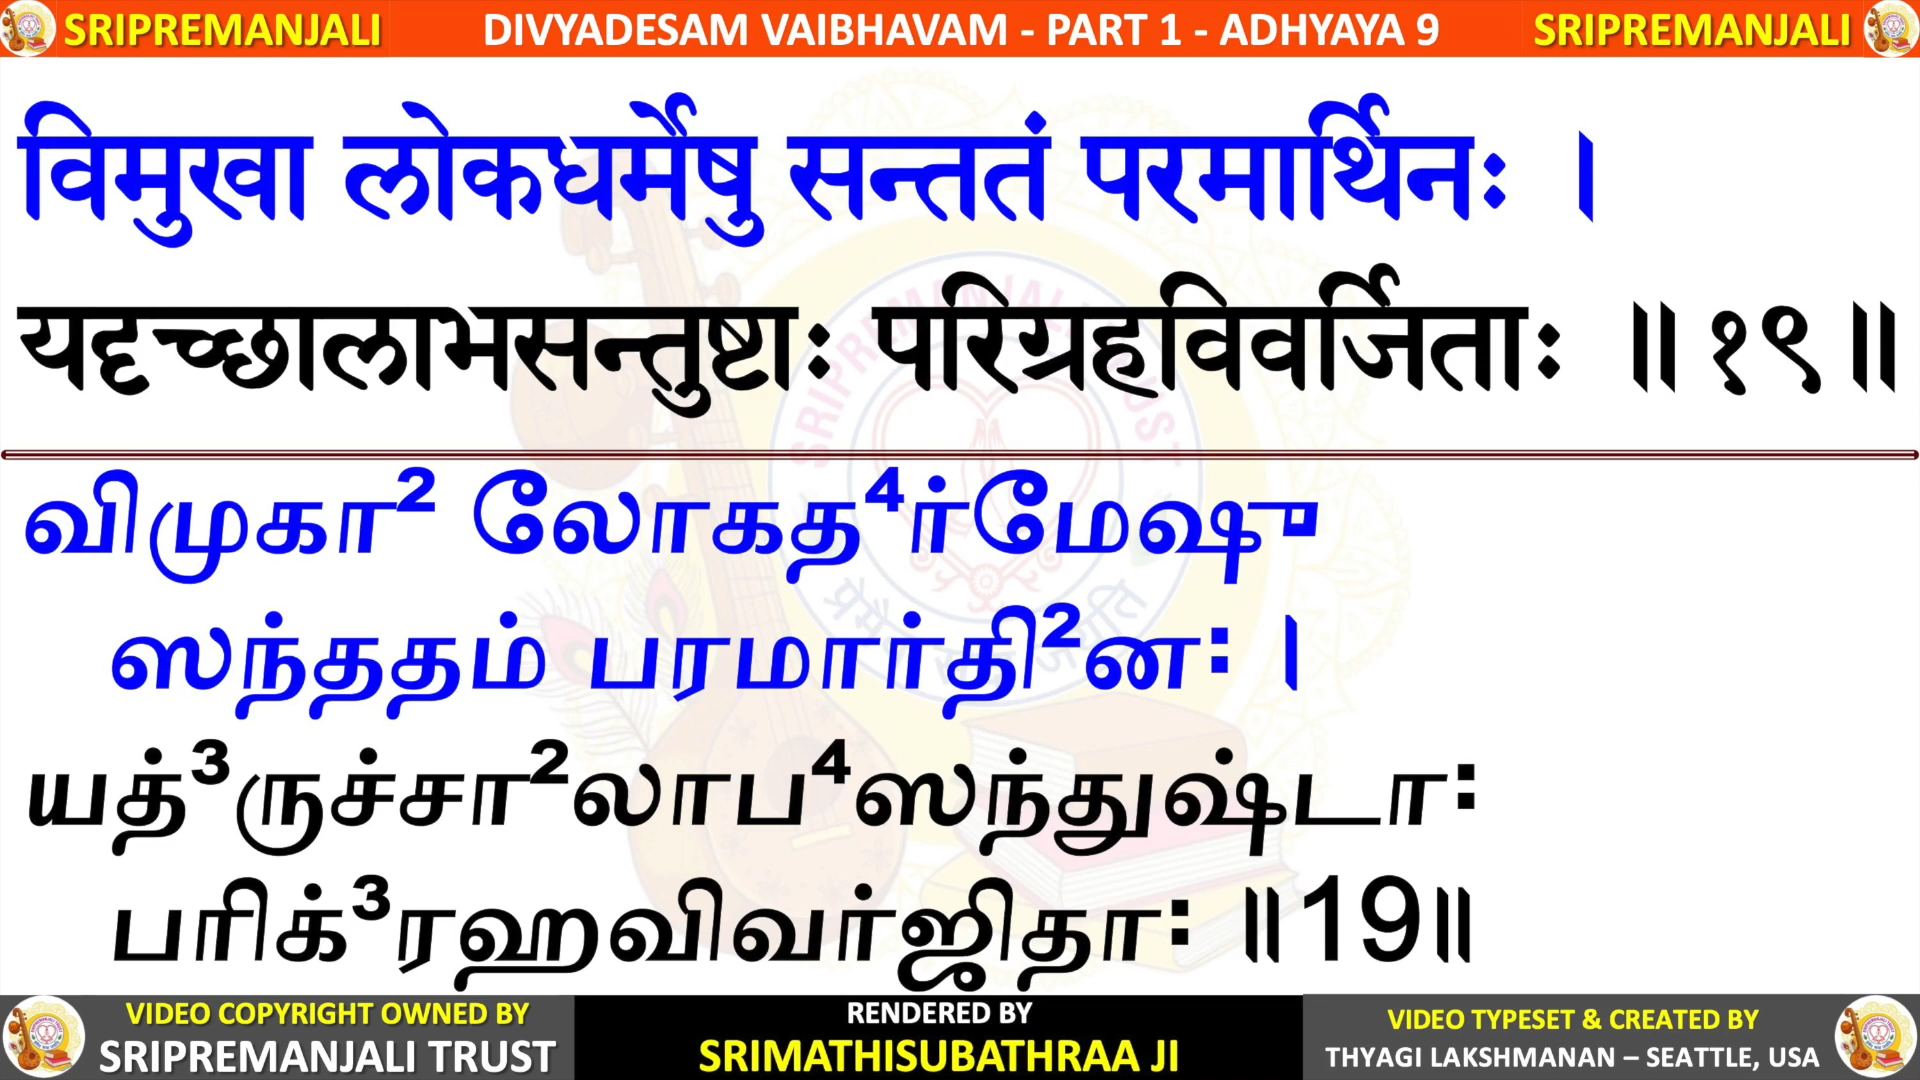 SRIPREMANJALI DIVYADESAM VAIBHAVAM - PART 1 - ADHYAYA 9 SRIPREMANJALI
विमुखा लोकधर्मेषु सन्ततं परमार्थिनः ।
यदृच्छालाभसन्तुष्टाः परिग्रहविवर्जिताः ॥ १९ ॥
விமுகா² லோகத⁴ர்மேஷு
ஸந்ததம் பரமார்தி²ன: ।
யத்³ருச்சா²லாப⁴ஸந்துஷ்டா:
பரிக்³ரஹவிவர்ஜிதா: ॥19॥
VIDEO COPYRIGHT OWNED BY
SRIPREMANJALI TRUST
RENDERED BY
SRIMATHISUBATHRAA JI
VIDEO TYPESET & CREATED BY
THYAGI LAKSHMANAN – SEATTLE, USA